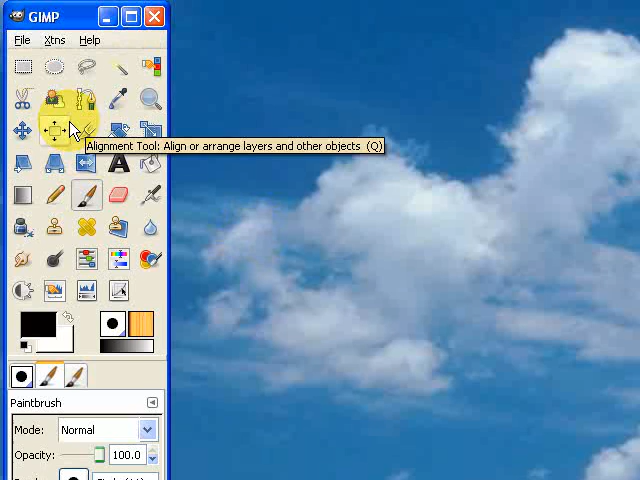 GIMP
File Xtns Help
Alignment Tool: Align or arrange layers and other objects (Q)
Paintbrush
Mode: Normal
Opacity: 100.0